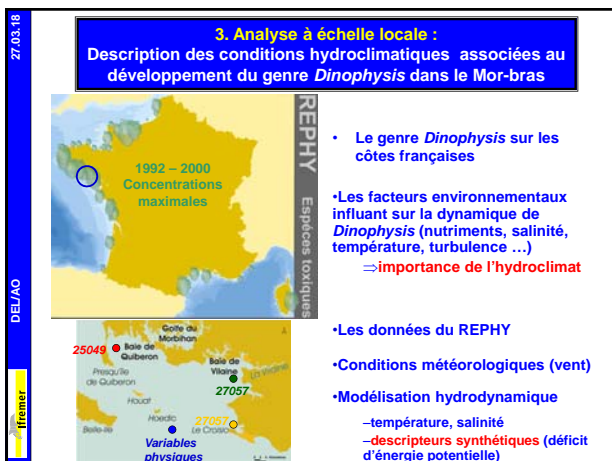 27.03.18
DEL/AO
Ifremer
3. Analyse à échelle locale :
Description des conditions hydroclimatiques associées au
développement du genre Dinophysis dans le Mor-bras
1992 – 2000
Concentrations
maximales
REPHY
Espèces toxiques
• Le genre Dinophysis sur les
côtes françaises
•Les facteurs environnementaux
influant sur la dynamique de
Dinophysis (nutriments, salinité,
température, turbulence …)
⇒importance de l’hydroclimat
25049
Baie de
Quiberon
Golfe du
Morbihan
Baie de
Vilaine
La Vilaine
Presqu'île
de Quiberon
27057
Houat
Hoedic
Belle-Ile
27057
Le Croisic
Variables
physiques
•Les données du REPHY
•Conditions météorologiques (vent)
•Modélisation hydrodynamique
–température, salinité
–descripteurs synthétiques (déficit
d’énergie potentielle)